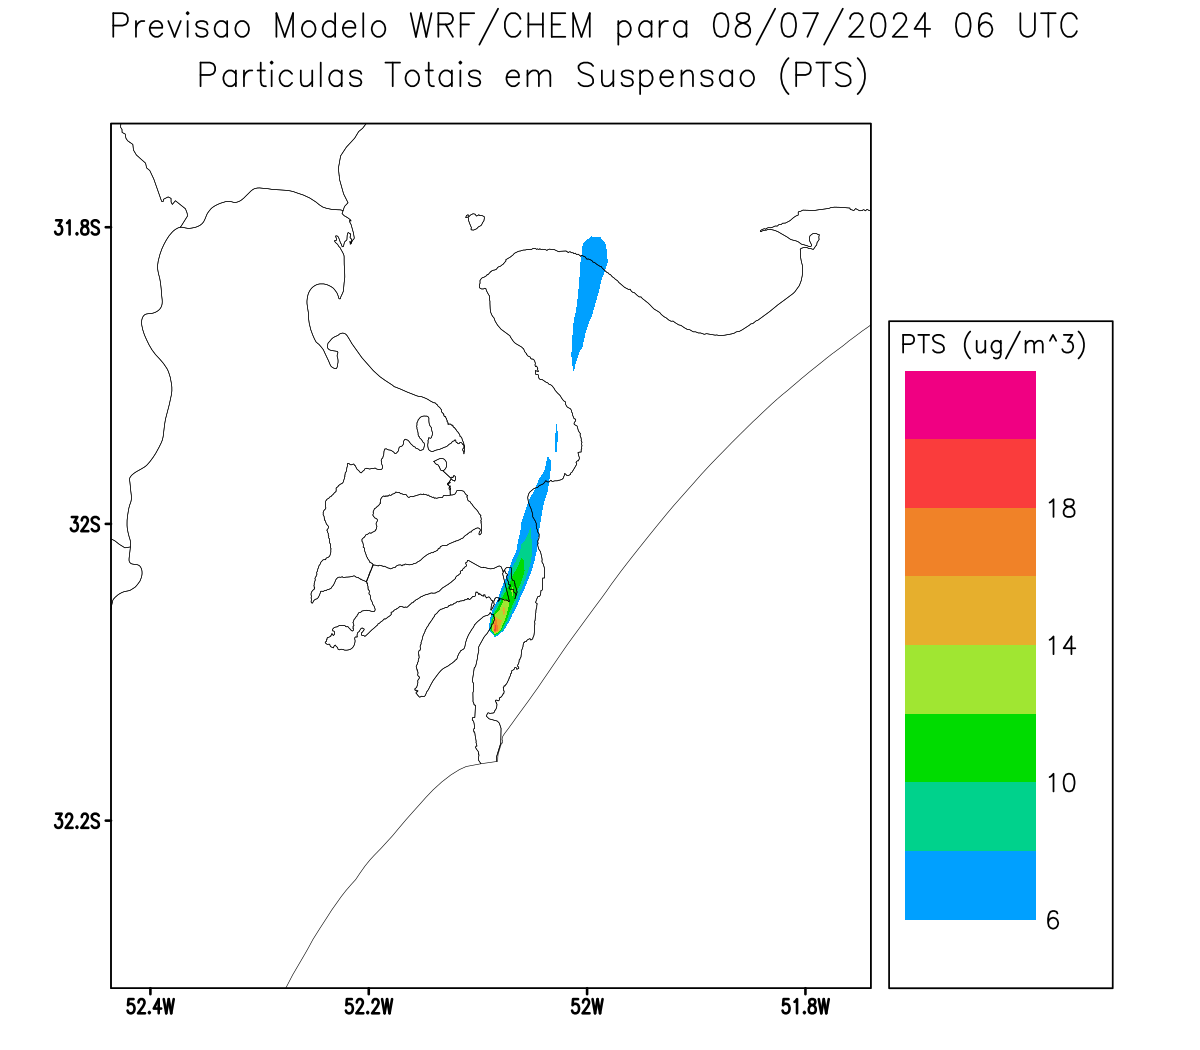 Previsao Modelo WRF/CHEM para 08/07/2024 06 UTC
Particulas Totais em Suspensao (PTS)
31.8S
32S
32.2S
52.4W
52.2W
52W
51.8W
PTS (ug/m^3)
18
14
10
6